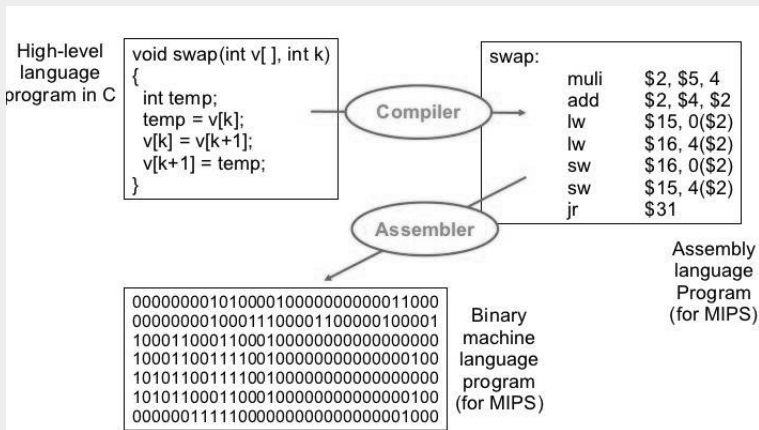 High-level
language
program in C
void swap(int v[ ], int k)
{
int temp;
temp = v[k];
v[k] = v[k+1];
v[k+1] = temp;
}
Compiler
swap:
muli $2, $5, 4
add $2, $4, $2
lw $15, 0($2)
lw $16, 4($2)
sw $16, 0($2)
sw $15, 4($2)
jr $31
Assembler
Assembly
language
Program
(for MIPS)
00000000101000010000000000011000
00000000100011100001100000100001
10001100011000100000000000000000
10001100111100100000000000000100
10101100111100100000000000000000
10101100011000100000000000000100
00000011111000000000000000001000
Binary
machine
language
program
(for MIPS)